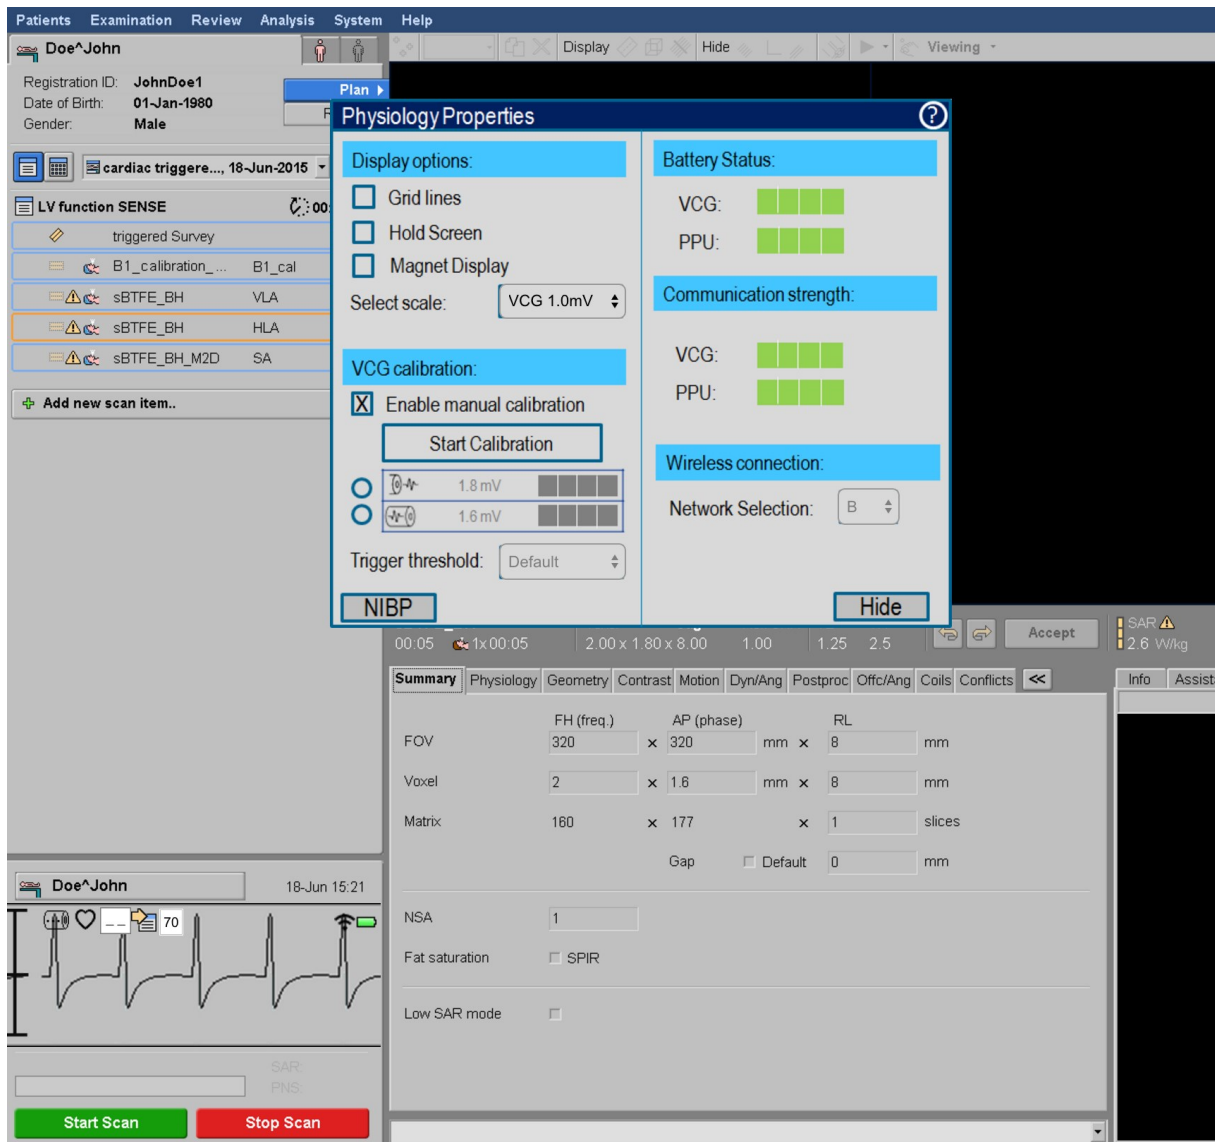 Patients Examination Review Analysis System Help
Doe^John
Display Hide Viewing
Registration ID: JohnDoe1
Date of Birth: 01-Jan-1980
Gender: Male
Plan
Physiology Properties ?
cardiac triggere..., 18-Jun-2015
LV function SENSE 00:
triggered Survey
B1_calibration_... B1_cal
sBTFE_BH VLA
sBTFE_BH HLA
sBTFE_BH_M2D SA
Add new scan item..
Display options:
Grid lines
Hold Screen
Magnet Display
Select scale: VCG 1.0mV
VCG calibration:
X Enable manual calibration
Start Calibration
1.8 mV
1.6 mV
Trigger threshold: Default
NIBP
Battery Status:
VCG:
PPU:
Communication strength:
VCG:
PPU:
Wireless connection:
Network Selection: B
Hide
00:05 1x00:05 2.00 x 1.80 x 8.00 1.00 1.25 2.5 Accept
SAR
2.6 W/kg
Summary Physiology Geometry Contrast Motion Dyn/Ang Postproc Offc/Ang Coils Conflicts <<
Info Assist
FH (freq.) AP (phase) RL
FOV 320 x 320 mm x 8 mm
Voxel 2 x 1.6 mm x 8 mm
Matrix 160 x 177 x 1 slices
Gap Default 0 mm
NSA 1
Fat saturation SPIR
Low SAR mode
Doe^John 18-Jun 15:21
_ _ 70
SAR:
PNS:
Start Scan Stop Scan